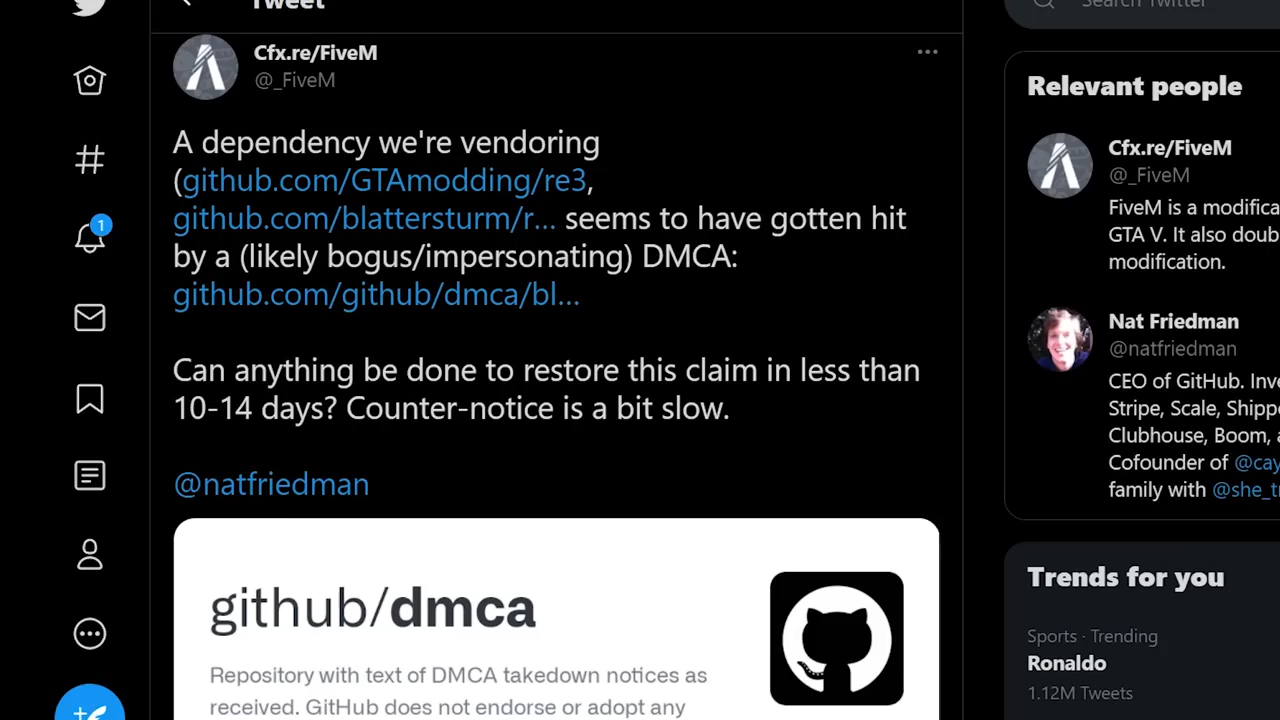 Tweet
Search Twitter
Cfx.re/FiveM
@_FiveM
A dependency we're vendoring
(github.com/GTAmodding/re3,
github.com/blattersturm/r... seems to have gotten hit
by a (likely bogus/impersonating) DMCA:
github.com/github/dmca/bl...
Can anything be done to restore this claim in less than
10-14 days? Counter-notice is a bit slow.
@natfriedman
github/dmca
Repository with text of DMCA takedown notices as
received. GitHub does not endorse or adopt any
1
Relevant people
Cfx.re/FiveM
@_FiveM
FiveM is a modifica
GTA V. It also doub
modification.
Nat Friedman
@natfriedman
CEO of GitHub. Inve
Stripe, Scale, Shippo
Clubhouse, Boom, a
Cofounder of @cay
family with @she_t
Trends for you
Sports · Trending
Ronaldo
1.12M Tweets